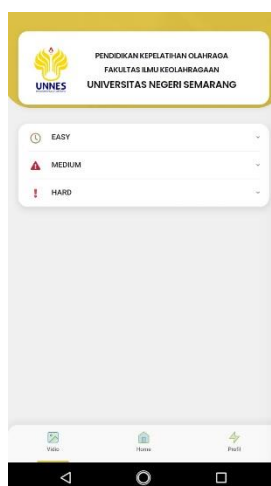 PENDIDIKAN KEPELATIHAN OLAHRAGA
FAKULTAS ILMU KEOLAHRAGAAN
UNIVERSITAS NEGERI SEMARANG
UNNES
EASY
MEDIUM
HARD
Vidio
Home
Profil